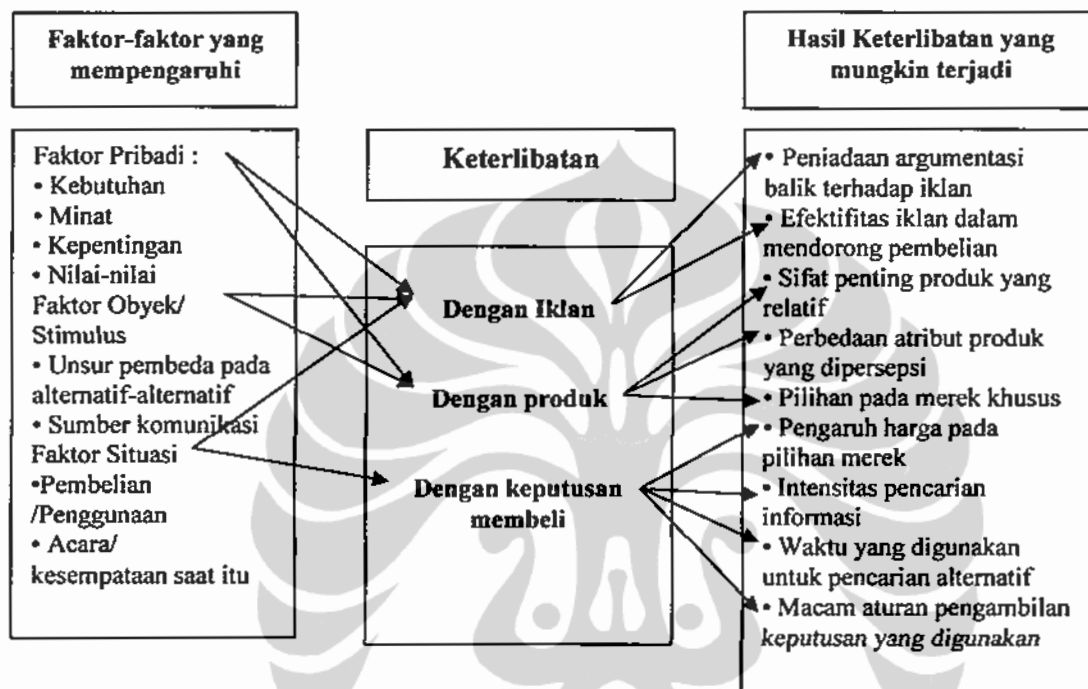 Faktor-faktor yang
mempengaruhi
Faktor Pribadi :
• Kebutuhan
• Minat
• Kepentingan
• Nilai-nilai
Faktor Obyek/
Stimulus
• Unsur pembeda pada
alternatif-alternatif
• Sumber komunikasi
Faktor Situasi
•Pembelian
/Penggunaan
• Acara/
kesempataan saat itu
Keterlibatan
Dengan Iklan
Dengan produk
Dengan keputusan
membeli
Hasil Keterlibatan yang
mungkin terjadi
• Peniadaan argumentasi
balik terhadap iklan
• Efektifitas iklan dalam
mendorong pembelian
• Sifat penting produk yang
relatif
• Perbedaan atribut produk
yang dipersepsi
• Pilihan pada merek khusus
• Pengaruh harga pada
pilihan merek
• Intensitas pencarian
informasi
• Waktu yang digunakan
untuk pencarian alternatif
• Macam aturan pengambilan
keputusan yang digunakan